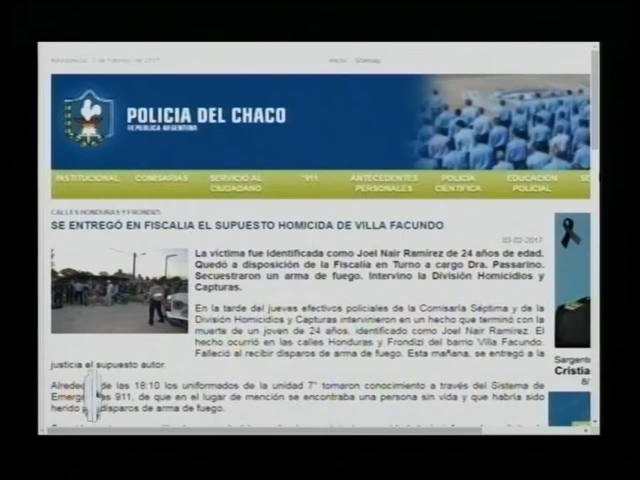 Inicio Sitemap
POLICIA DEL CHACO
REPUBLICA ARGENTINA
INSTITUCIONAL COMISARIAS SERVICIO AL CIUDADANO "911 ANTECEDENTES PERSONALES POLICIA CIENTIFICA EDUCACION POLICIAL SE
CALLES HONDURAS Y FRONDIZI
SE ENTREGÓ EN FISCALIA EL SUPUESTO HOMICIDA DE VILLA FACUNDO
03-02-2017
La víctima fue identificada como Joel Nair Ramírez de 24 años de edad.
Quedó a disposición de la Fiscalía en Turno a cargo Dra. Passarino.
Secuestraron un arma de fuego. Intervino la División Homicidios y
Capturas.
En la tarde del jueves efectivos policiales de la Comisaría Séptima y de la
División Homicidios y Capturas intervinieron en un hecho que terminó con la
muerte de un joven de 24 años, identificado como Joel Nair Ramirez. El
hecho ocurrió en las calles Honduras y Frondizi del barrio Villa Facundo.
Falleció al recibir disparos de arma de fuego. Esta mañana, se entregó a la
justicia el supuesto autor.
de las 18:10 los uniformados de la unidad 7° tomaron conocimiento a través del Sistema de
911, de que en el lugar de mención se encontraba una persona sin vida y que habría sido
herido disparos de arma de fuego.
Sargento
Cristia
8/